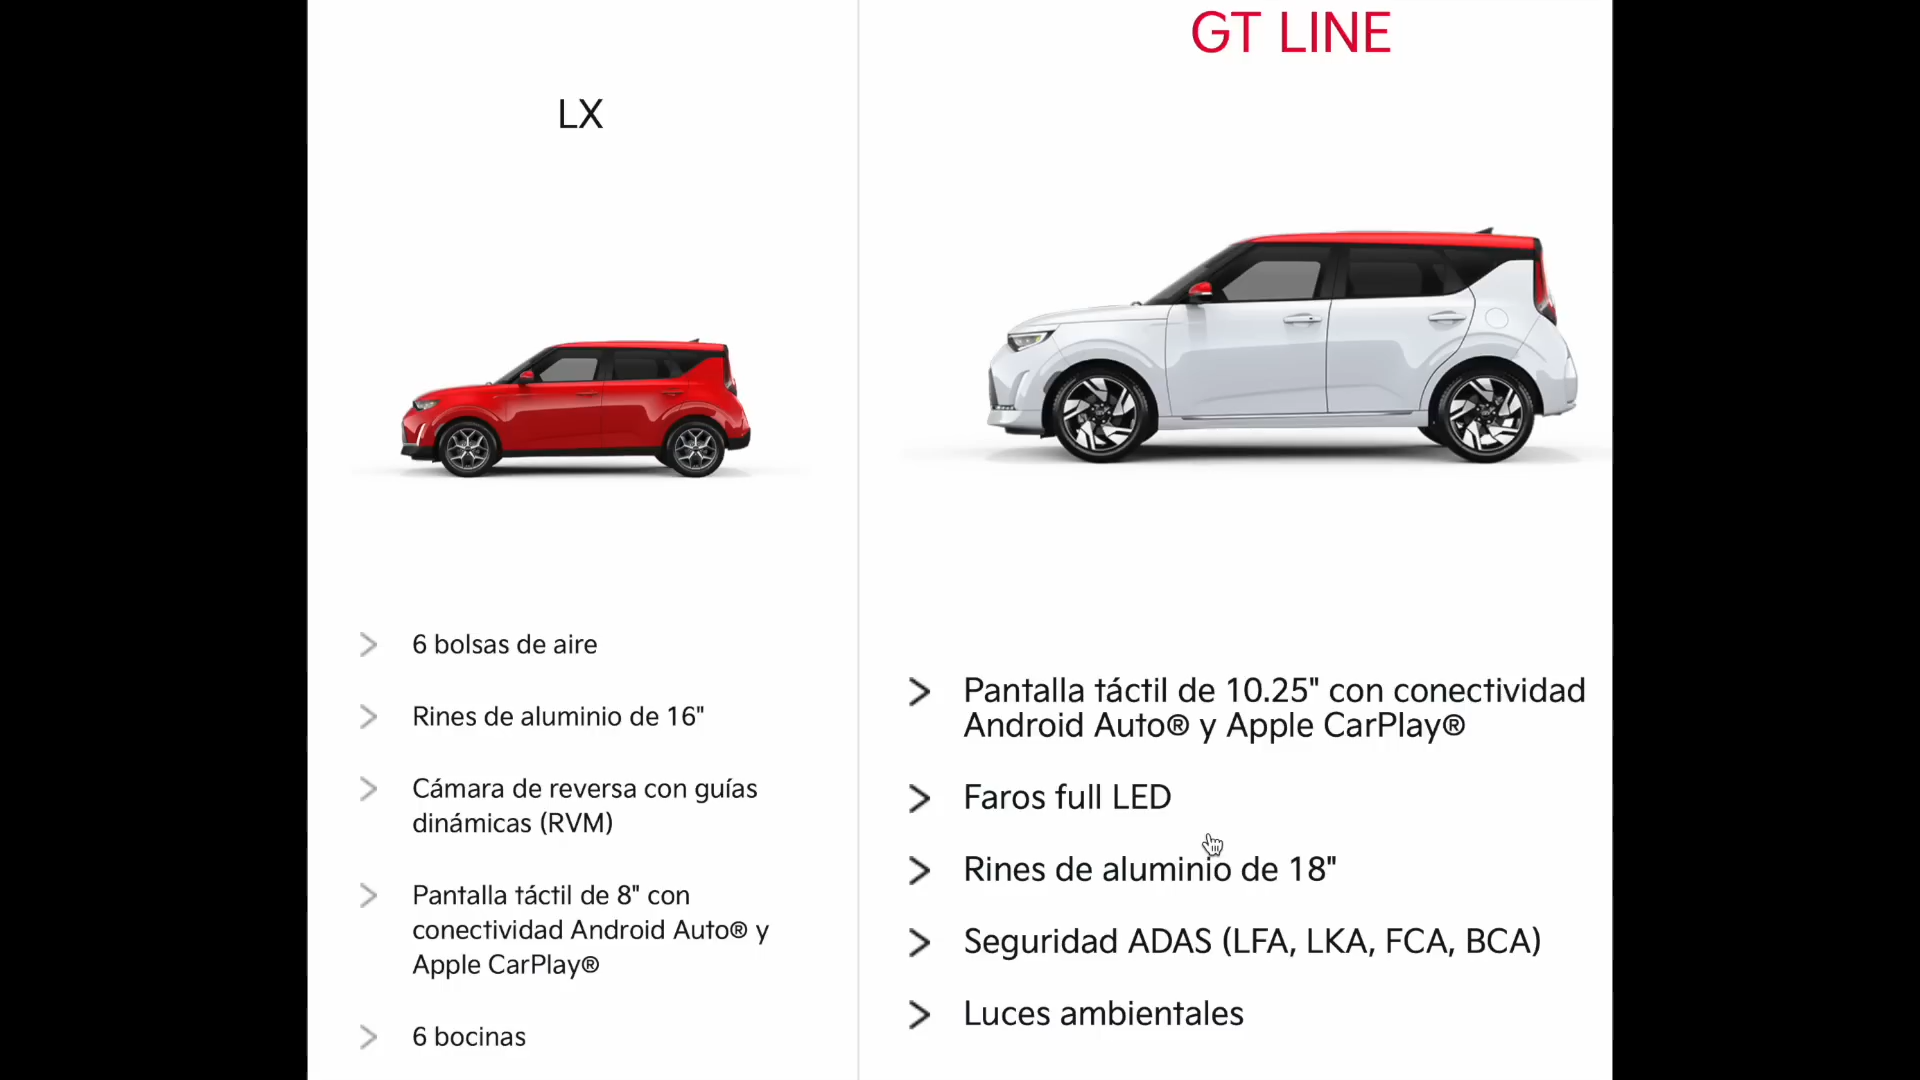 LX
6 bolsas de aire
Rines de aluminio de 16"
Cámara de reversa con guías
dinámicas (RVM)
Pantalla táctil de 8" con
conectividad Android Auto® y
Apple CarPlay®
6 bocinas
GT LINE
Pantalla táctil de 10.25" con conectividad
Android Auto® y Apple CarPlay®
Faros full LED
Rines de aluminio de 18"
Seguridad ADAS (LFA, LKA, FCA, BCA)
Luces ambientales